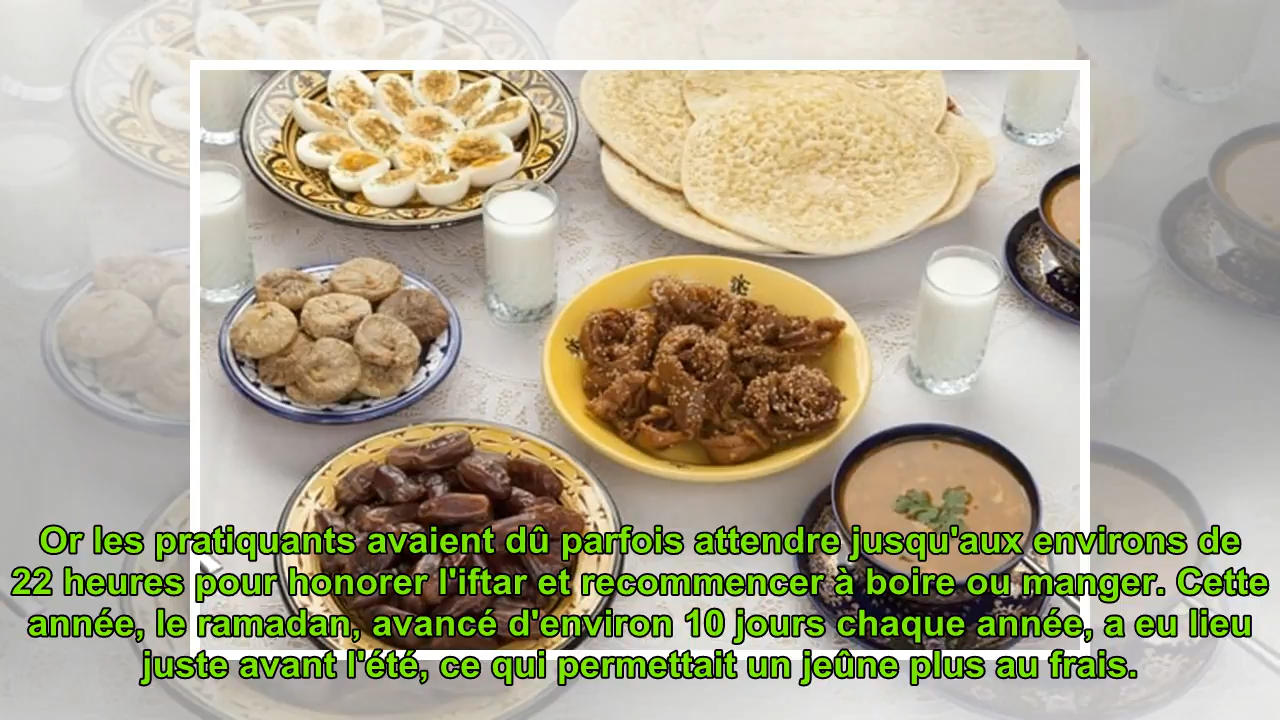 Or les pratiquants avaient dû parfois attendre jusqu'aux environs de
22 heures pour honorer l'iftar et recommencer à boire ou manger. Cette
année, le ramadan, avancé d'environ 10 jours chaque année, a eu lieu
juste avant l'été, ce qui permettait un jeûne plus au frais.